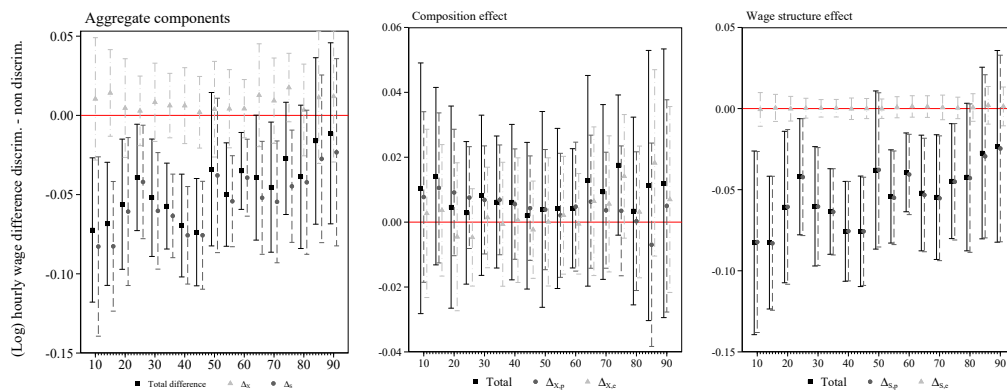 Aggregate components
Composition effect
Wage structure effect
(Log) hourly wage difference discrim. - non discrim.
0.05
0.00
-0.05
-0.10
-0.15
10 20 30 40 50 60 70 80 90
Total difference Δx Δs
0.06
0.04
0.02
0.00
-0.02
-0.04
10 20 30 40 50 60 70 80 90
Total ΔX,p ΔX,e
0.05
0.00
-0.05
-0.10
-0.15
10 20 30 40 50 60 70 80 90
Total ΔS,p ΔS,e